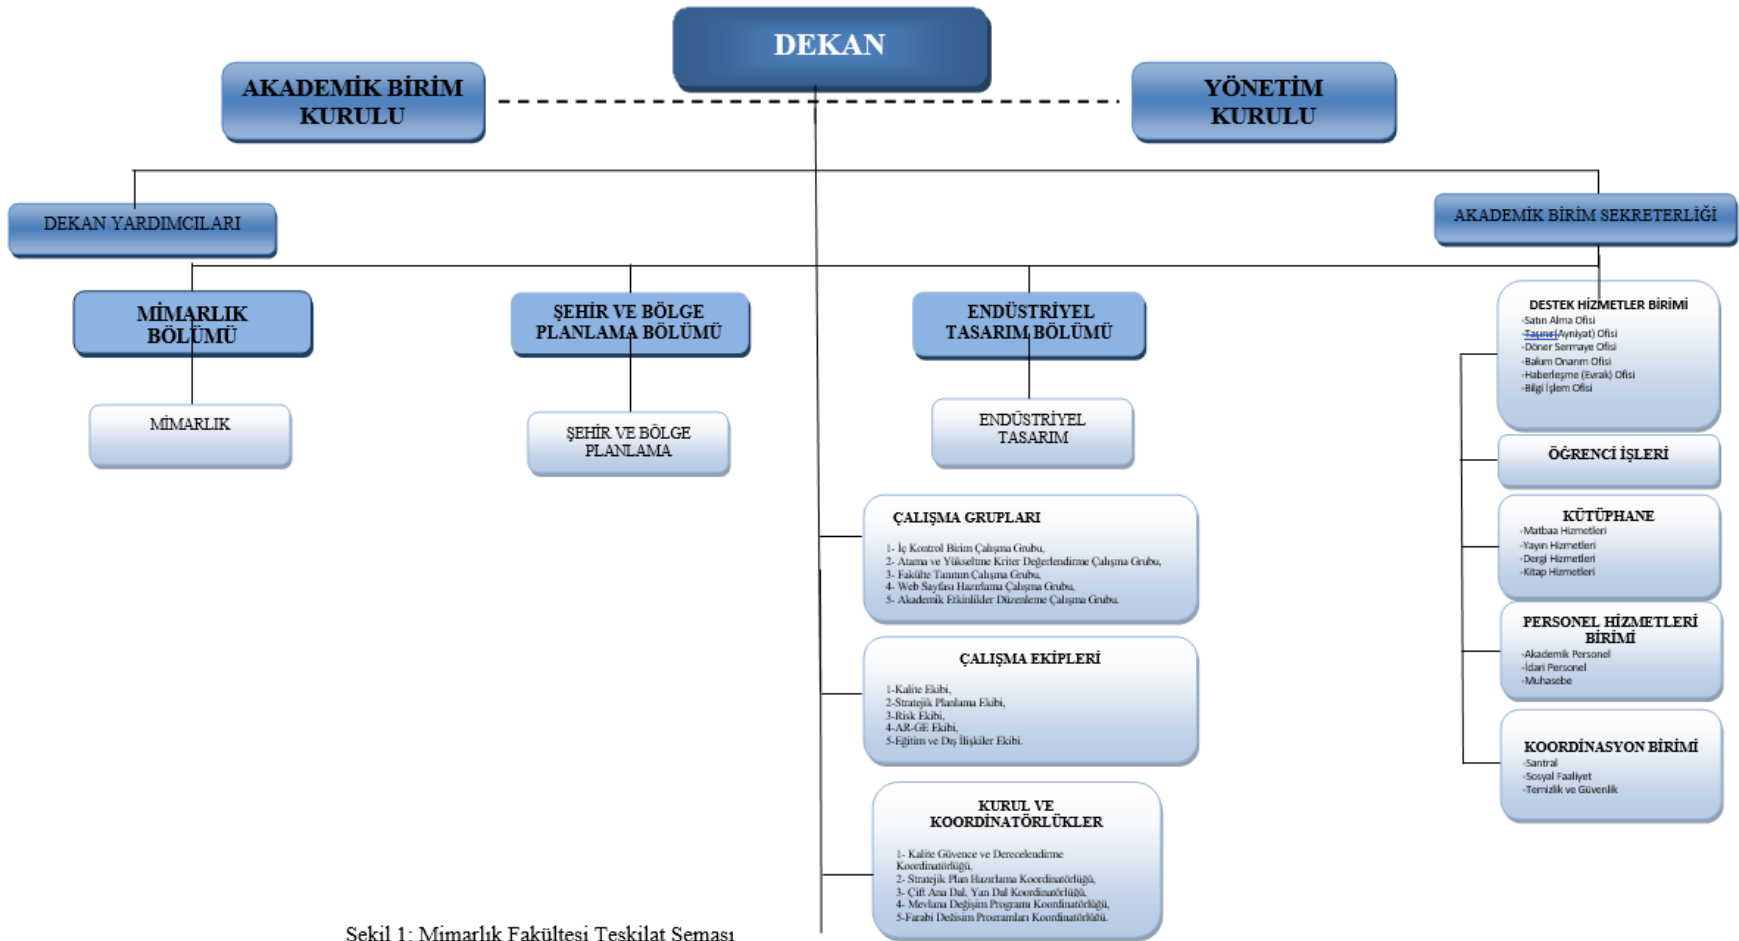 DEKAN
AKADEMİK BİRİM
KURULU
YÖNETİM
KURULU
DEKAN YARDIMCILARI
AKADEMİK BİRİM SEKRETERLİĞİ
MİMARLIK
BÖLÜMÜ
ŞEHİR VE BÖLGE
PLANLAMA BÖLÜMÜ
ENDÜSTRİYEL
TASARIM BÖLÜMÜ
MİMARLIK
ŞEHİR VE BÖLGE
PLANLAMA
ENDÜSTRİYEL
TASARIM
DESTEK HİZMETLER BİRİMİ
-Satın Alma Ofisi
-Taşınır(Ayniyat) Ofisi
-Döner Sermaye Ofisi
-Bakım Onarım Ofisi
-Haberleşme (Evrak) Ofisi
-Bilgi İşlem Ofisi
ÖĞRENCİ İŞLERİ
KÜTÜPHANE
-Matbaa Hizmetleri
-Yayın Hizmetleri
-Dergi Hizmetleri
-Kitap Hizmetleri
PERSONEL HİZMETLERİ
BİRİMİ
-Akademik Personel
-İdari Personel
-Muhasebe
KOORDİNASYON BİRİMİ
-Santral
-Sosyal Faaliyet
-Temizlik ve Güvenlik
ÇALIŞMA GRUPLARI
1- İç Kontrol Birim Çalışma Grubu,
2- Atama ve Yükseltme Kriter Değerlendirme Çalışma Grubu,
3- Fakülte Tanıtım Çalışma Grubu,
4- Web Sayfası Hazırlama Çalışma Grubu,
5- Akademik Etkinlikler Düzenleme Çalışma Grubu.
ÇALIŞMA EKİPLERİ
1-Kalite Ekibi,
2-Stratejik Planlama Ekibi,
3-Risk Ekibi,
4-AR-GE Ekibi,
5-Eğitim ve Dış İlişkiler Ekibi.
KURUL VE
KOORDİNATÖRLÜKLER
1- Kalite Güvence ve Derecelendirme
Koordinatörlüğü,
2- Stratejik Plan Hazırlama Koordinatörlüğü,
3- Çift Ana Dal, Yan Dal Koordinatörlüğü,
4- Mevlana Değişim Programı Koordinatörlüğü,
5-Farabi Değişim Programları Koordinatörlüğü.
Şekil 1: Mimarlık Fakültesi Teşkilat Şeması